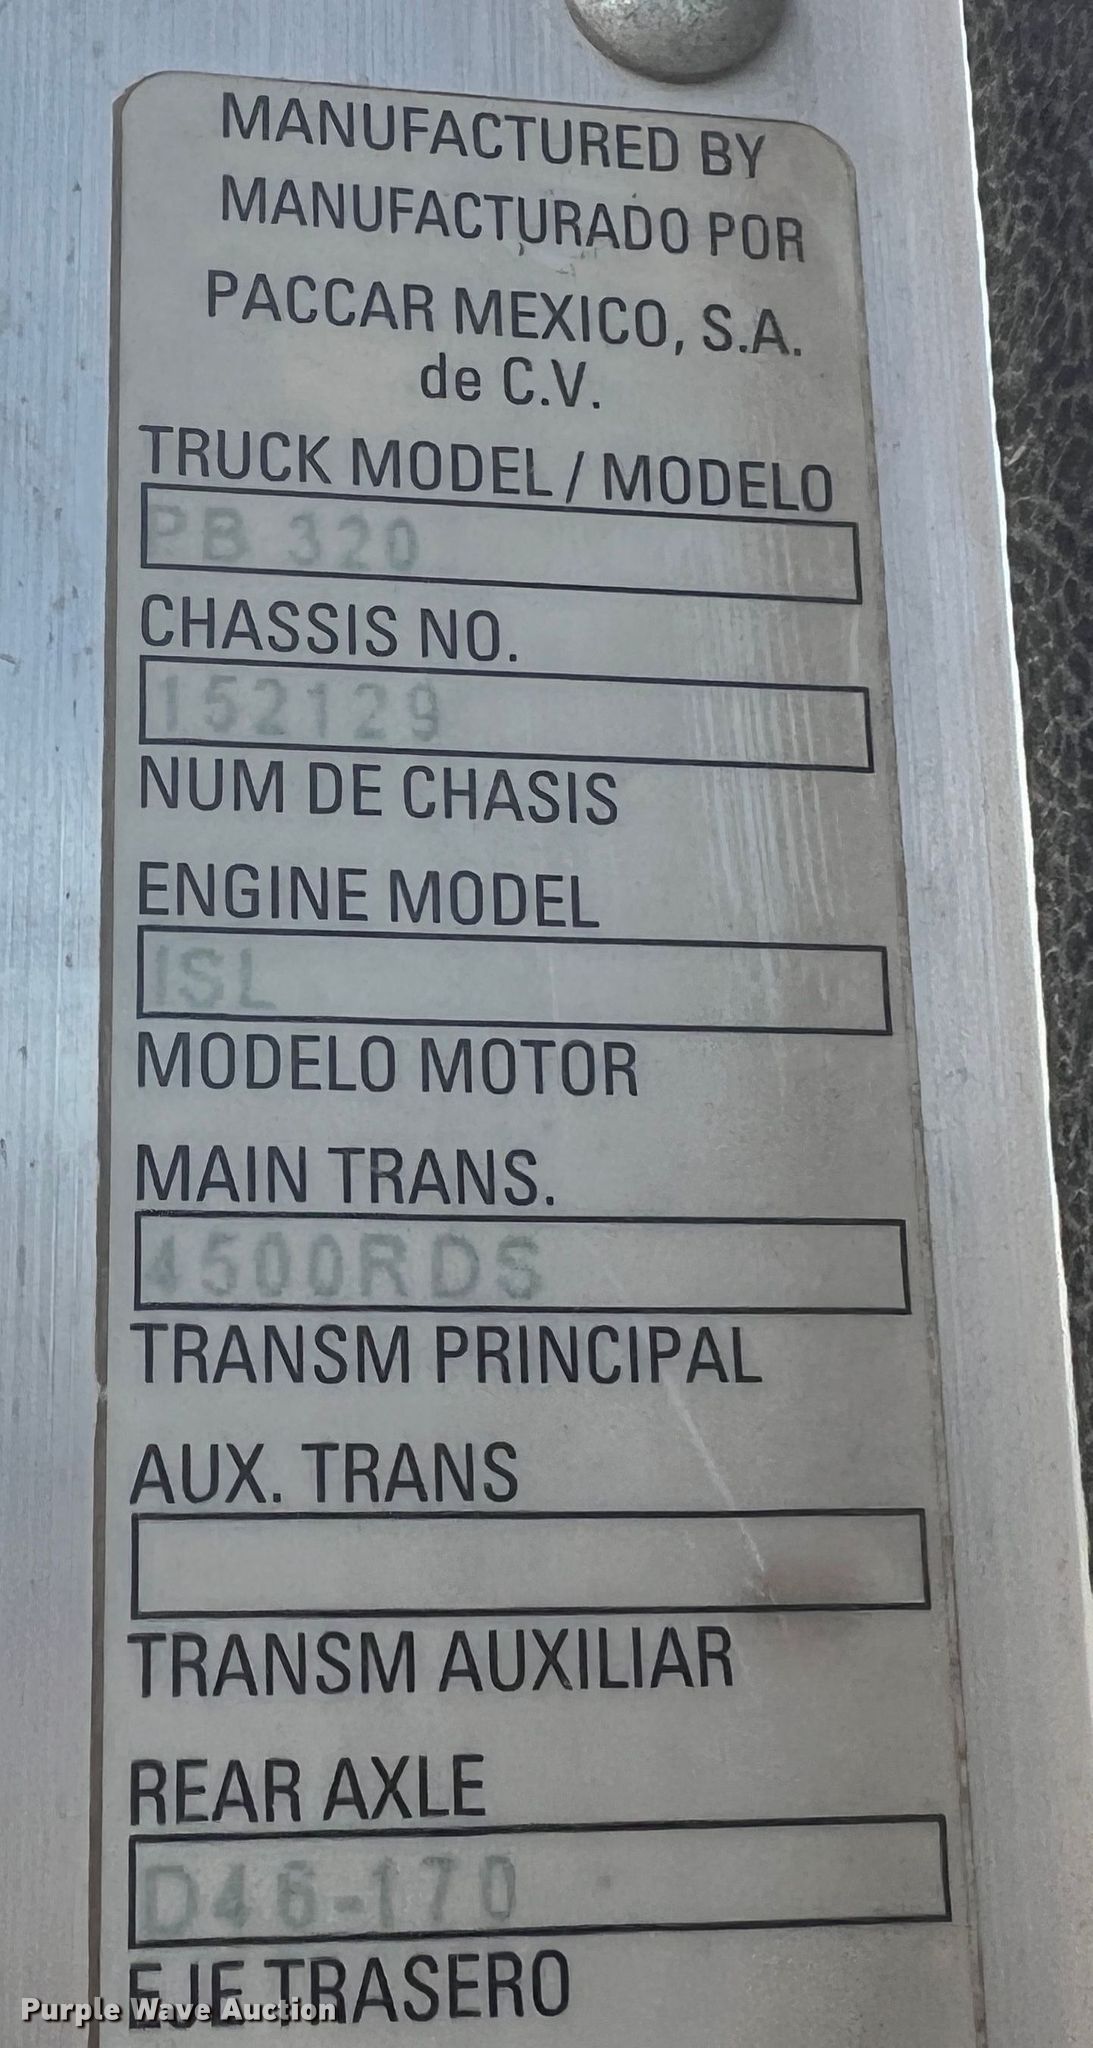 MANUFACTURED BY
MANUFACTURADO POR
PACCAR MEXICO, S.A.
de C.V.
TRUCK MODEL / MODELO
PB 320
CHASSIS NO.
152129
NUM DE CHASIS
ENGINE MODEL
ISL
MODELO MOTOR
MAIN TRANS.
4500RDS
TRANSM PRINCIPAL
AUX. TRANS
TRANSM AUXILIAR
REAR AXLE
D46-170
EJE TRASERO
Purple Wave Auction